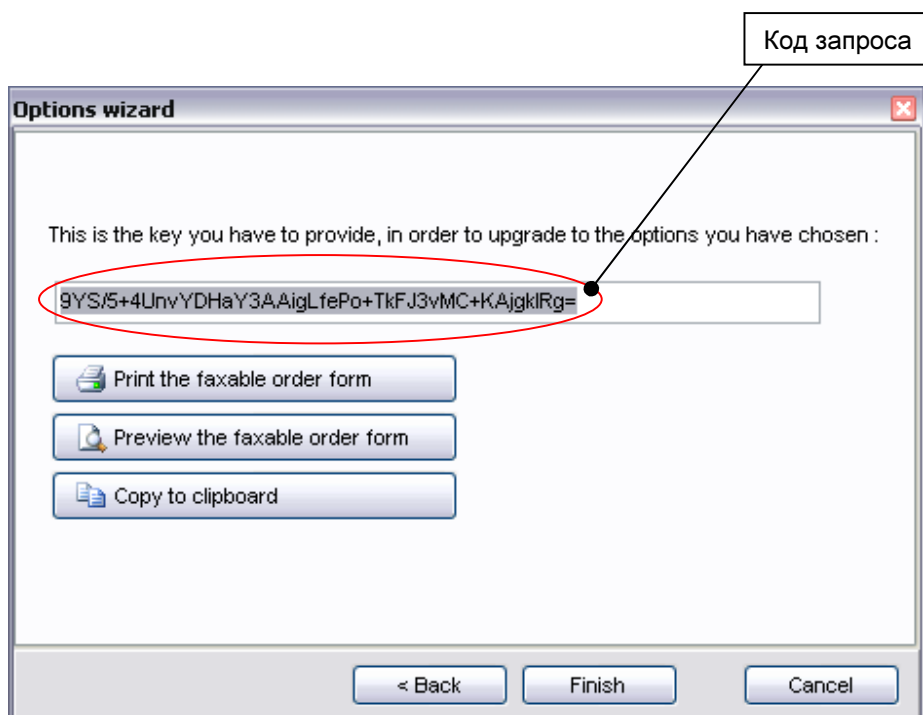 Код запроса
Options wizard
This is the key you have to provide, in order to upgrade to the options you have chosen :
9YS/5+4UnvYDHaY3AAigLfePo+TkFJ3vMC+KAjgklRg=
Print the faxable order form
Preview the faxable order form
Copy to clipboard
< Back Finish Cancel